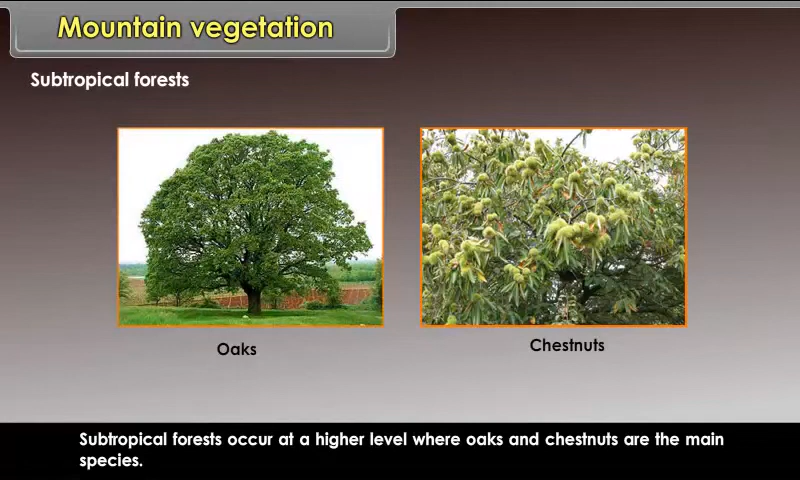 Mountain vegetation
Subtropical forests
Oaks
Chestnuts
Subtropical forests occur at a higher level where oaks and chestnuts are the main
species.